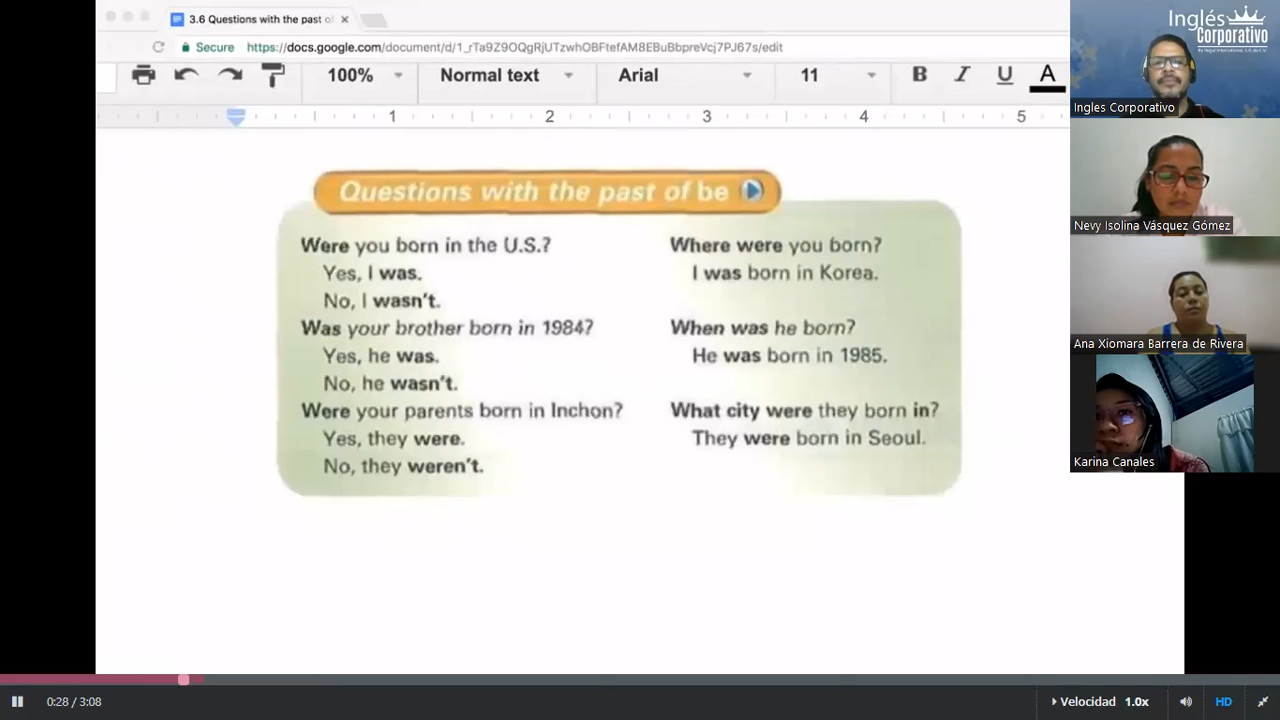 3.6 Questions with the past of
Secure https://docs.google.com/document/d/1_rTa9Z9OQgRjUTzwhOBFtefAM8EBuBbpreVcj7PJ67s/edit
100% Normal text Arial 11 B I U A
1 2 3 4 5
Questions with the past of be
Were you born in the U.S.?
Yes, I was.
No, I wasn't.
Was your brother born in 1984?
Yes, he was.
No, he wasn't.
Were your parents born in Inchon?
Yes, they were.
No, they weren't.
Where were you born?
I was born in Korea.
When was he born?
He was born in 1985.
What city were they born in?
They were born in Seoul.
Inglés
Corporativo
Ingles Corporativo
Nevy Isolina Vásquez Gómez
Ana Xiomara Barrera de Rivera
Karina Canales
0:28 / 3:08
Velocidad 1.0x
HD